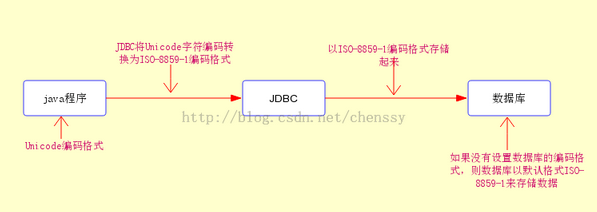 JDBC将Unicode字符编码转
换为ISO-8859-1编码格式
以ISO-8859-1编码格式存储
起来
java程序
JDBC
数据库
http://blog.csdn.net/chenssy
Unicode编码格式
如果没有设置数据库的编码格
式，则数据库以默认格式ISO-
8859-1来存储数据